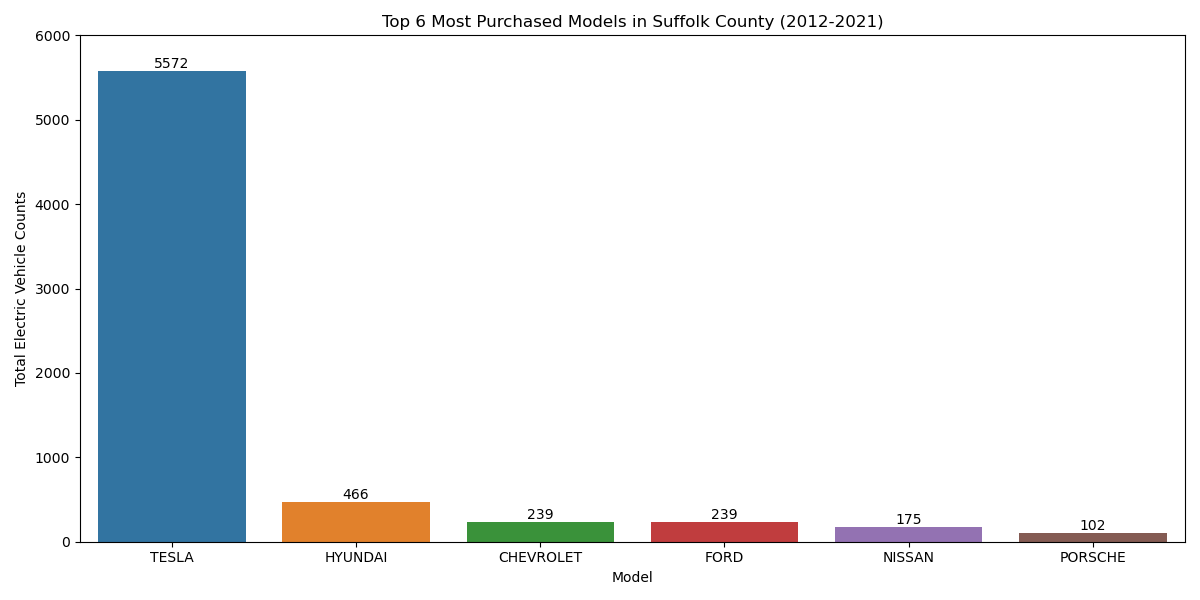 Top 6 Most Purchased Models in Suffolk County (2012-2021)
Total Electric Vehicle Counts
6000
5000
4000
3000
2000
1000
0
5572
466
239
239
175
102
TESLA
HYUNDAI
CHEVROLET
FORD
NISSAN
PORSCHE
Model